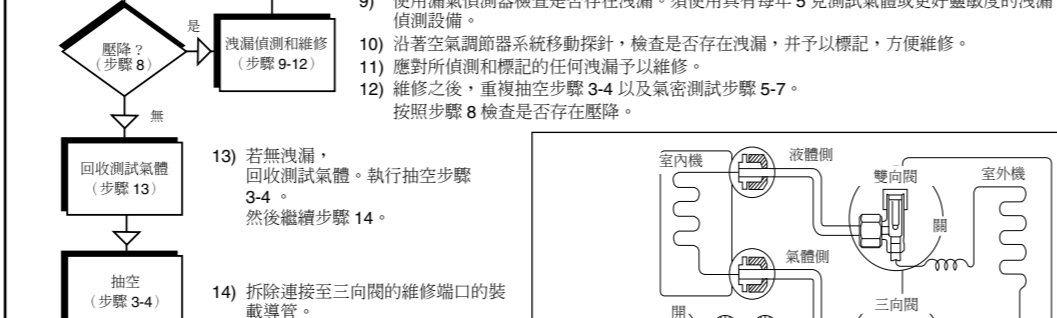 9) 使用漏氣偵測器檢查是否存在洩漏。須使用具有每年 5 克測試氣體或更好靈敏度的洩漏
偵測設備。
10) 沿著空氣調節器系統移動探針，檢查是否存在洩漏，并予以標記，方便維修。
11) 應對所偵測和標記的任何洩漏予以維修。
12) 維修之後，重複抽空步驟 3-4 以及氣密測試步驟 5-7。
按照步驟 8 檢查是否存在壓降。
壓降？
（步驟 8）
是
洩漏偵測和維修
（步驟 9-12）
無
回收測試氣體
（步驟 13）
13) 若無洩漏，
回收測試氣體。執行抽空步驟
3-4 。
然後繼續步驟 14。
抽空
（步驟 3-4）
14) 拆除連接至三向閥的維修端口的裝
載導管。
室內機
液體側
雙向閥
室外機
關
氣體側
三向閥
開